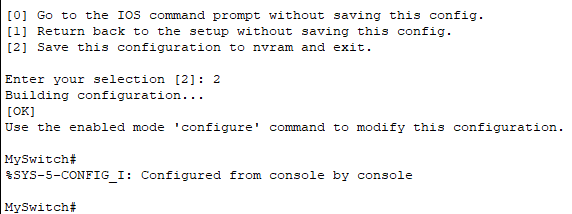 [0] Go to the IOS command prompt without saving this config.
[1] Return back to the setup without saving this config.
[2] Save this configuration to nvram and exit.
Enter your selection [2]: 2
Building configuration...
[OK]
Use the enabled mode 'configure' command to modify this configuration.
MySwitch#
%SYS-5-CONFIG_I: Configured from console by console
MySwitch#